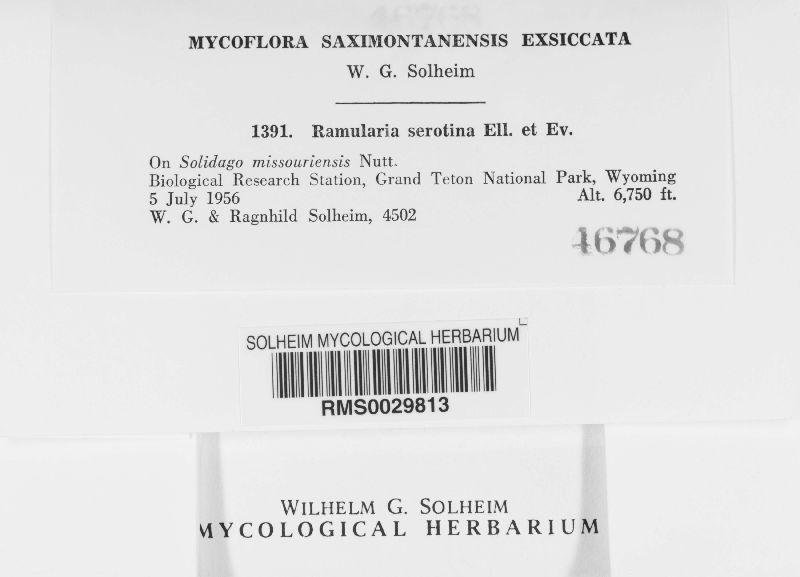 MYCOFLORA SAXIMONTANENSIS EXSICCATA
W. G. Solheim
1391. Ramularia serotina Ell. et Ev.
On Solidago missouriensis Nutt.
Biological Research Station, Grand Teton National Park, Wyoming
5 July 1956 Alt. 6,750 ft.
W. G. & Ragnhild Solheim, 4502
46768
SOLHEIM MYCOLOGICAL HERBARIUM
RMS0029813
WILHELM G. SOLHEIM
MYCOLOGICAL HERBARIUM